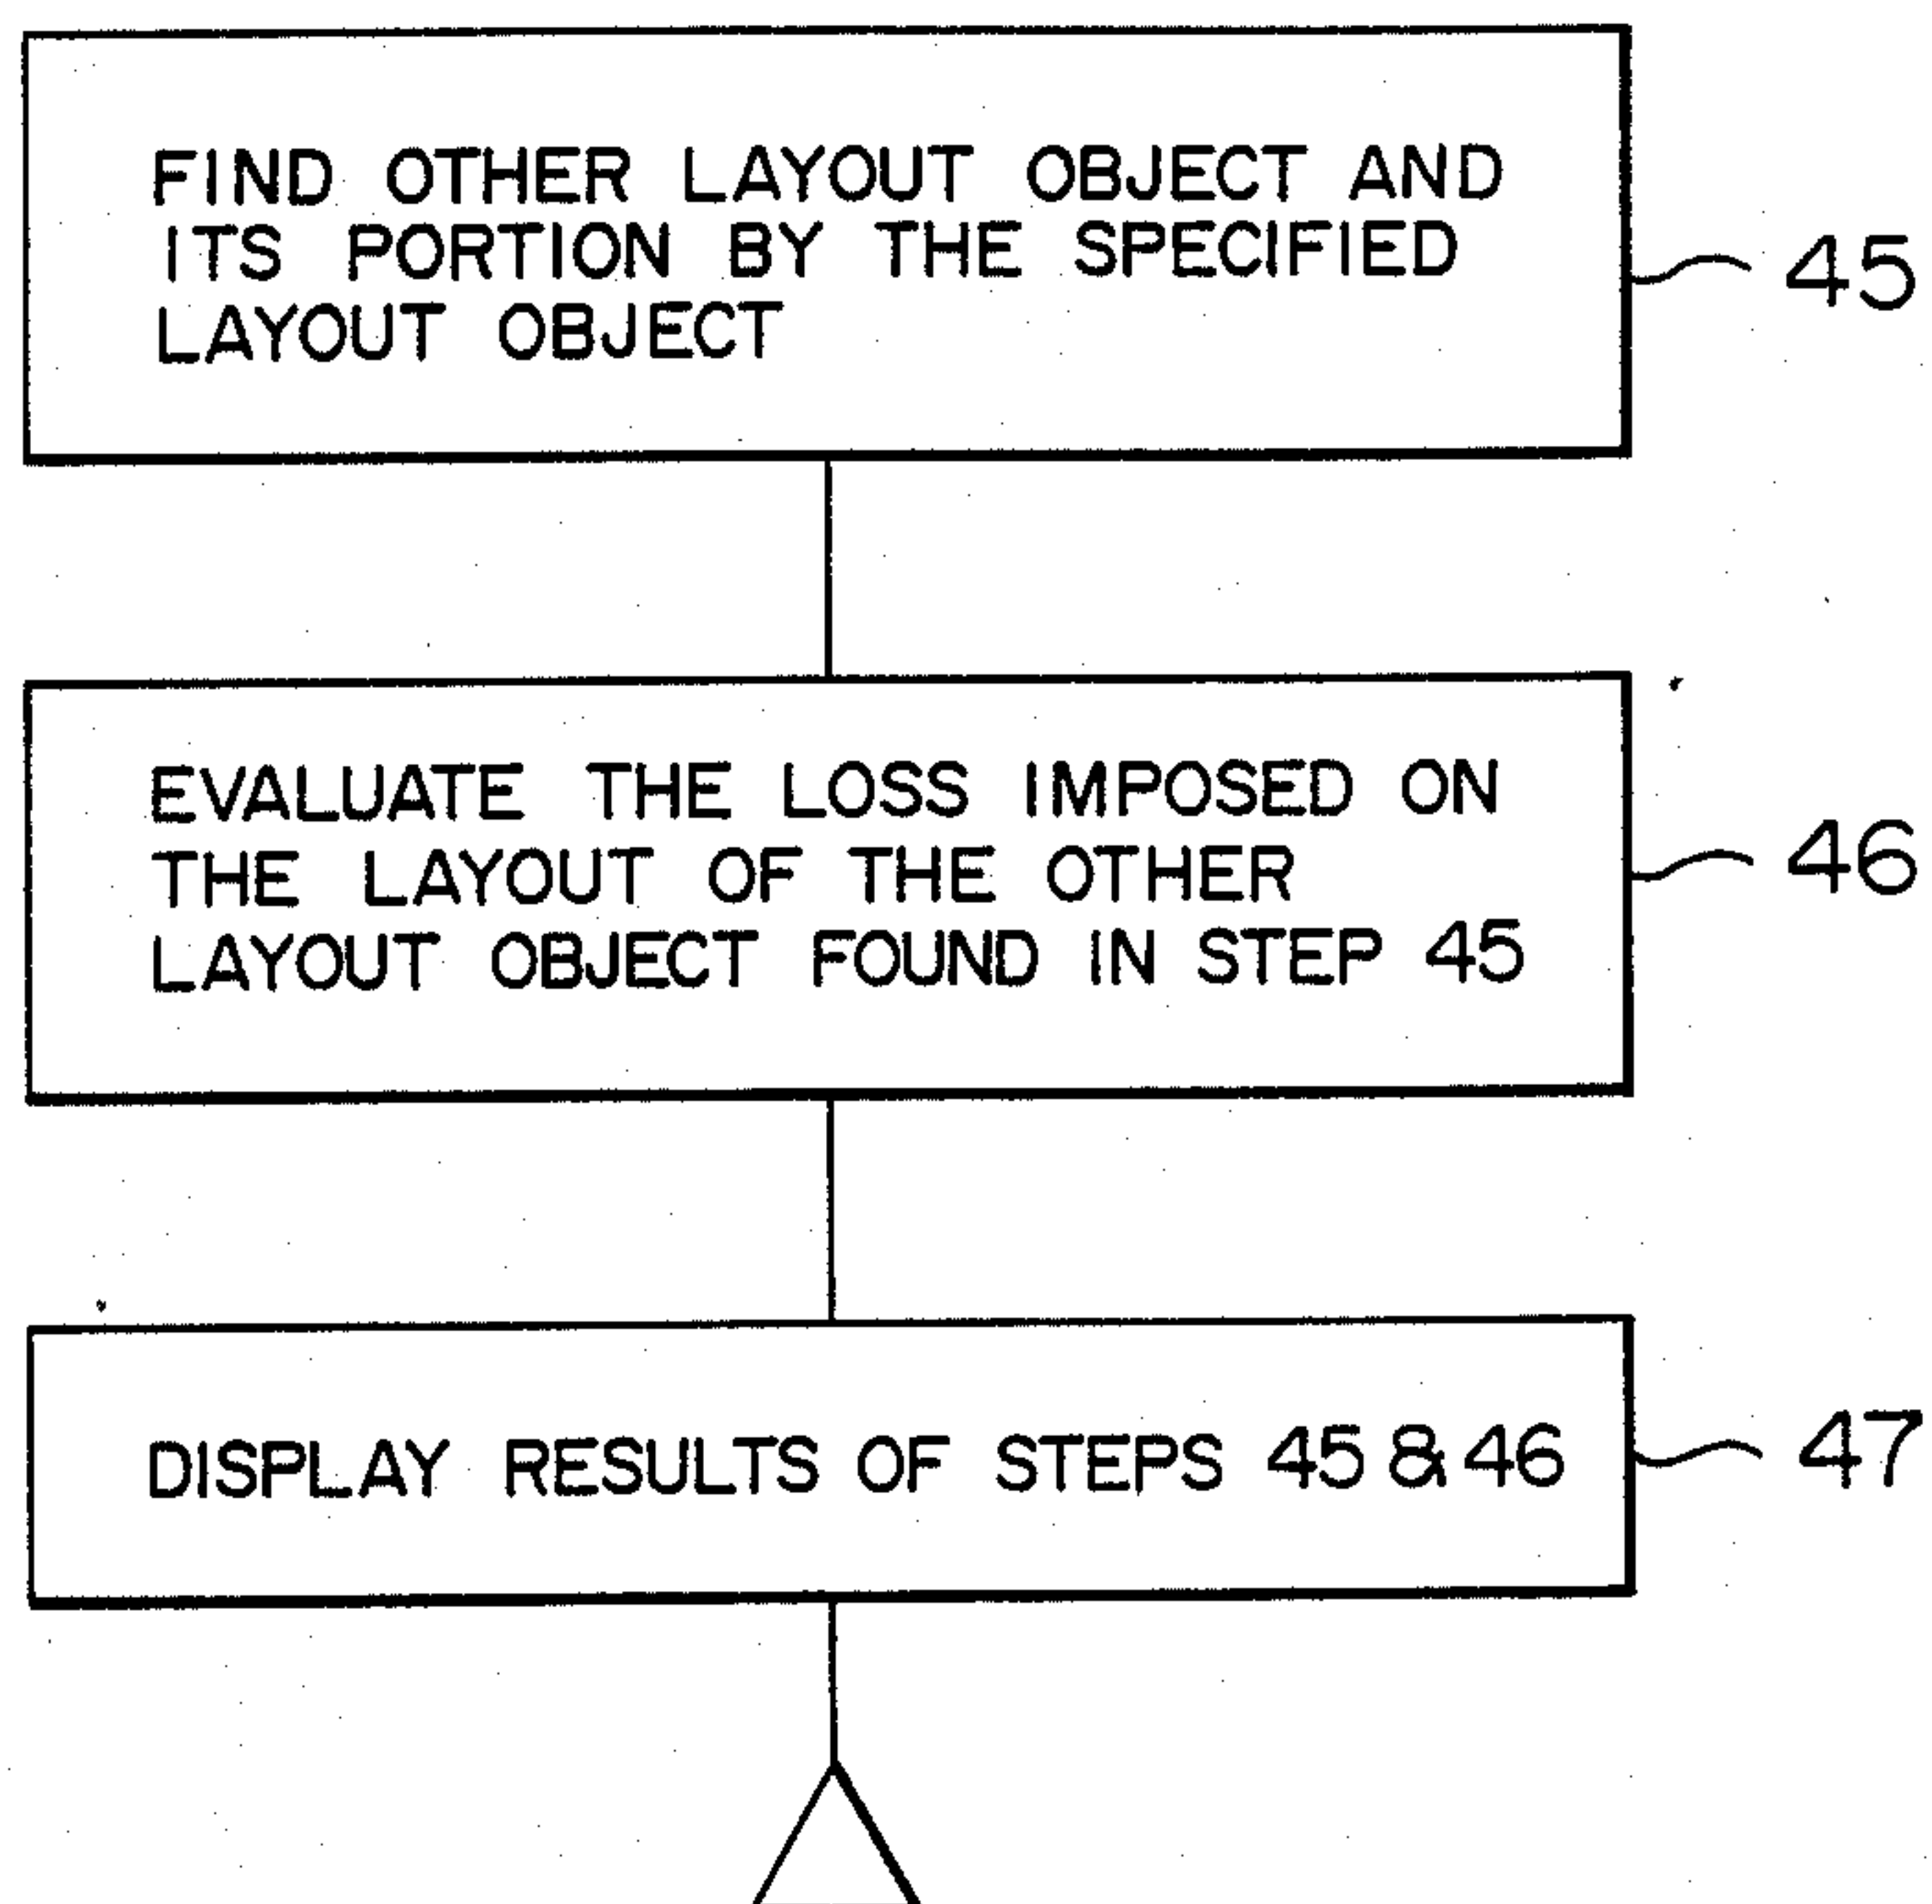 FIND OTHER LAYOUT OBJECT AND
ITS PORTION BY THE SPECIFIED
LAYOUT OBJECT
45
EVALUATE THE LOSS IMPOSED ON
THE LAYOUT OF THE OTHER
LAYOUT OBJECT FOUND IN STEP 45
46
DISPLAY RESULTS OF STEPS 45 & 46
47